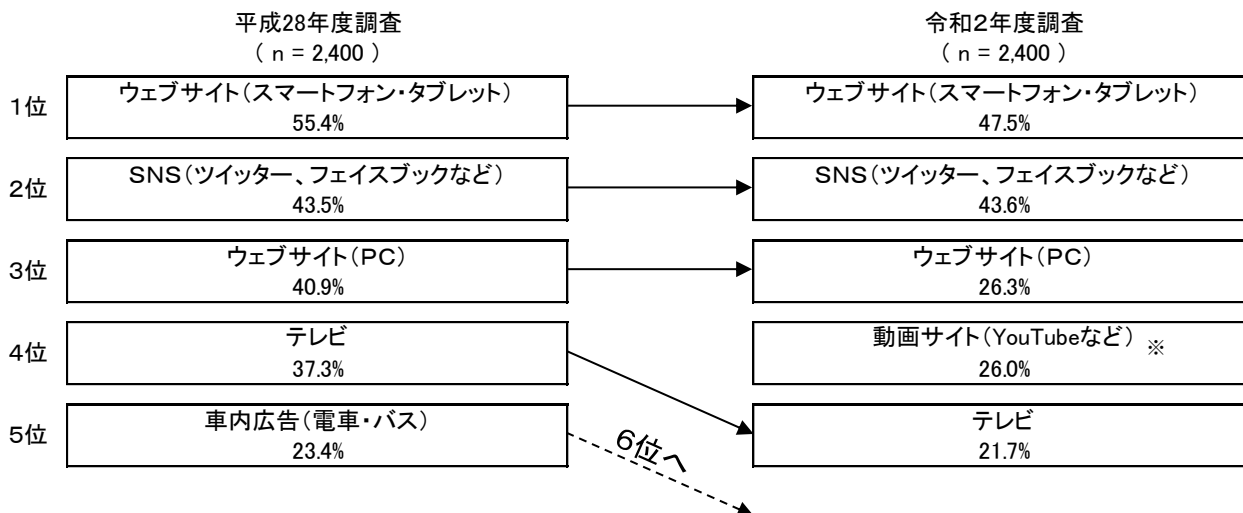 平成28年度調査
( n = 2,400 )
令和2年度調査
( n = 2,400 )
1位
ウェブサイト(スマートフォン・タブレット)
55.4%
ウェブサイト(スマートフォン・タブレット)
47.5%
2位
SNS(ツイッター、フェイスブックなど)
43.5%
SNS(ツイッター、フェイスブックなど)
43.6%
3位
ウェブサイト(PC)
40.9%
ウェブサイト(PC)
26.3%
4位
テレビ
37.3%
動画サイト(YouTubeなど) ※
26.0%
5位
車内広告(電車・バス)
23.4%
6位へ
テレビ
21.7%